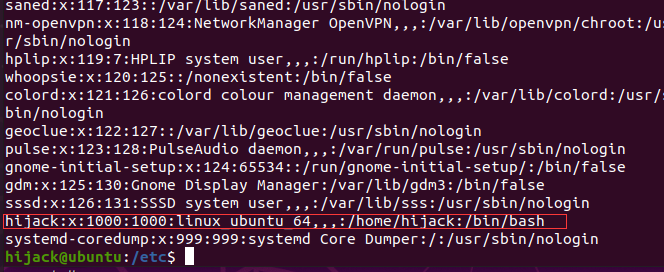 saned:x:117:123::/var/lib/saned:/usr/sbin/nologin
nm-openvpn:x:118:124:NetworkManager OpenVPN,,,:/var/lib/openvpn/chroot:/us
r/sbin/nologin
hplip:x:119:7:HPLIP system user,,,:/run/hplip:/bin/false
whoopsie:x:120:125::/nonexistent:/bin/false
colord:x:121:126:colord colour management daemon,,,:/var/lib/colord:/usr/s
bin/nologin
geoclue:x:122:127::/var/lib/geoclue:/usr/sbin/nologin
pulse:x:123:128:PulseAudio daemon,,,:/var/run/pulse:/usr/sbin/nologin
gnome-initial-setup:x:124:65534::/run/gnome-initial-setup/:/bin/false
gdm:x:125:130:Gnome Display Manager:/var/lib/gdm3:/bin/false
sssd:x:126:131:SSSD system user,,,:/var/lib/sss:/usr/sbin/nologin
hijack:x:1000:1000:linux_ubuntu_64,,,:/home/hijack:/bin/bash
systemd-coredump:x:999:999:systemd Core Dumper:/:/usr/sbin/nologin
hijack@ubuntu:/etc$